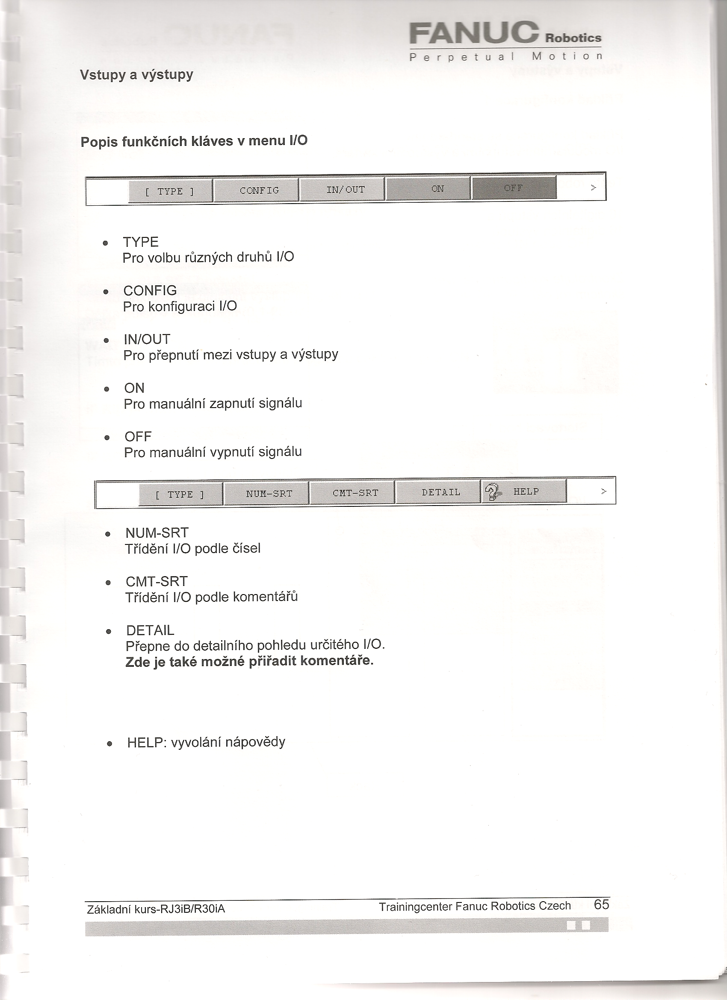 FANUC Robotics
Perpetual Motion
Vstupy a výstupy
Popis funkčních kláves v menu I/O
[ TYPE ] CONFIG IN/OUT ON OFF >
• TYPE
Pro volbu různých druhů I/O
• CONFIG
Pro konfiguraci I/O
• IN/OUT
Pro přepnutí mezi vstupy a výstupy
• ON
Pro manuální zapnutí signálu
• OFF
Pro manuální vypnutí signálu
[ TYPE ] NUM-SRT CMT-SRT DETAIL HELP >
• NUM-SRT
Třídění I/O podle čísel
• CMT-SRT
Třídění I/O podle komentářů
• DETAIL
Přepne do detailního pohledu určitého I/O.
Zde je také možné přiřadit komentáře.
• HELP: vyvolání nápovědy
Základní kurs-RJ3iB/R30iA Trainingcenter Fanuc Robotics Czech 65